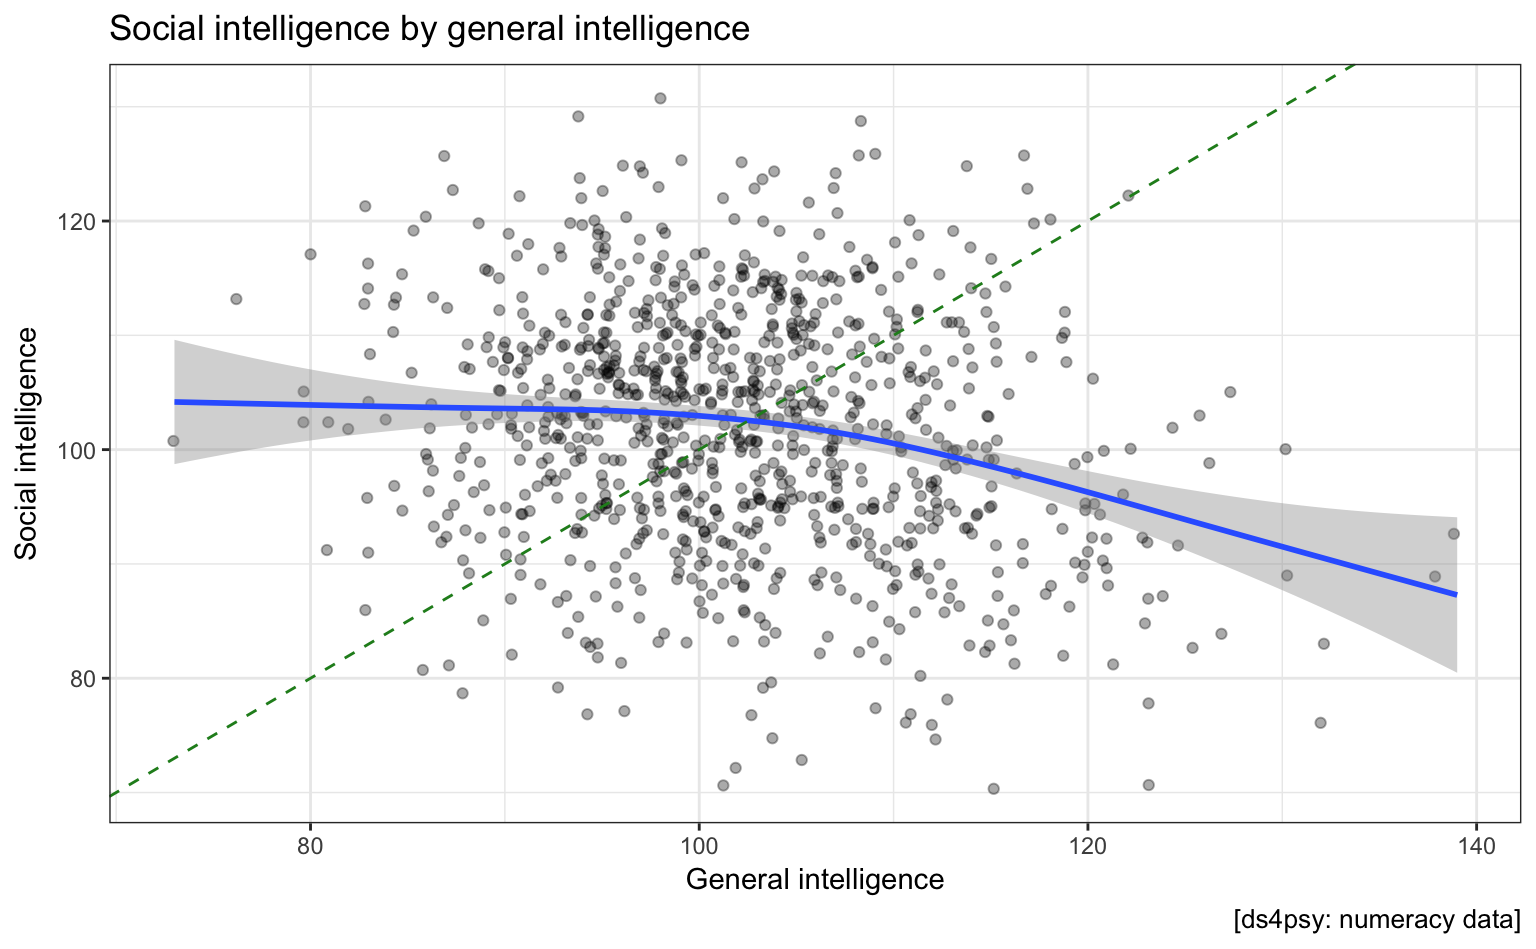 Social intelligence by general intelligence
Social intelligence
120
100
80
80
100
120
140
General intelligence
[ds4psy: numeracy data]